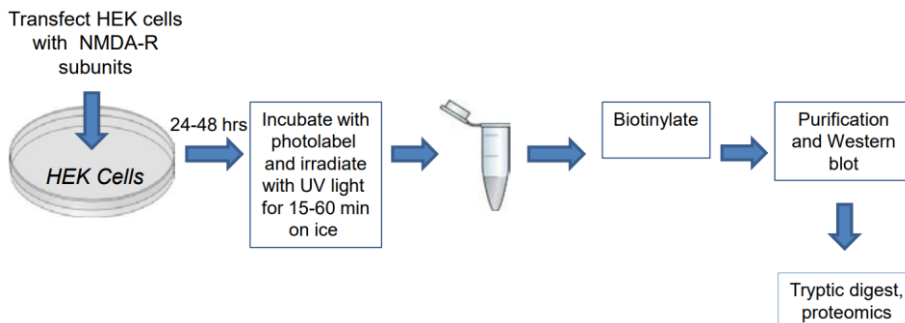 Transfect HEK cells
with NMDA-R
subunits
HEK Cells
24-48 hrs
Incubate with
photolabel
and irradiate
with UV light
for 15-60 min
on ice
Biotinylate
Purification
and Western
blot
Tryptic digest,
proteomics